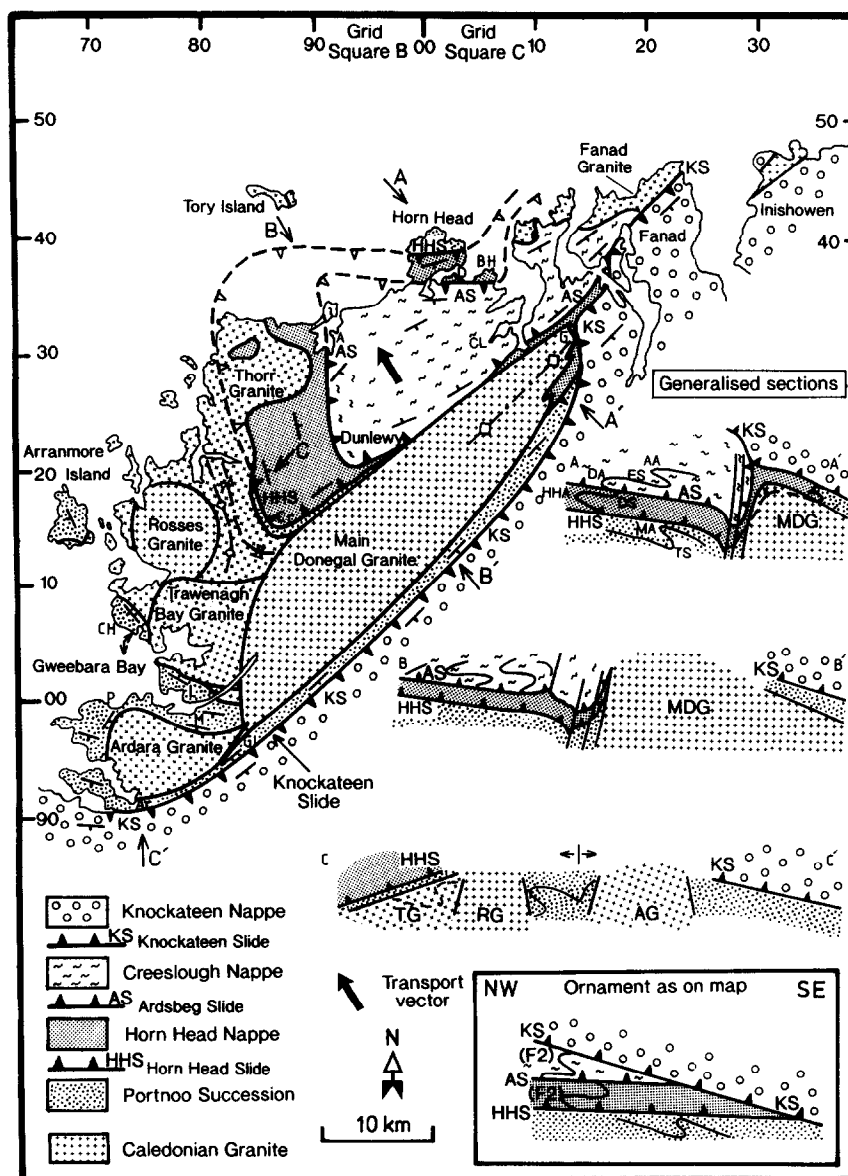 Grid
Square B
Grid
Square C
70
80
90
00
10
20
30
50
50
Fanad
Granite
KS
A
Tory Island
B
Horn Head
Inishowen
HHS
Fanad
40
40
BH
AS
AS
KS
30
AS
CL
G
Thorr
Granite
Generalised sections
A′
KS
Arranmore
Island
Dunlewy
C
20
HHS
A
DA
ES
AA
AS
A′
HHA
HHS
MA
TS
MDG
KS
Rosses
Granite
Main
Donegal Granite
B′
10
Trawenagh
Bay Granite
CH
Gweebara Bay
B
AS
KS
B′
00
KS
HHS
MDG
P
L
M
Ardara Granite
Knockateen
Slide
90
KS
C′
C
HHS
KS
C′
TG
RG
AG
Knockateen Nappe
KS Knockateen Slide
Creeslough Nappe
AS Ardsbeg Slide
Horn Head Nappe
HHS Horn Head Slide
Portnoo Succession
Caledonian Granite
Transport
vector
N
10 km
NW
Ornament as on map
SE
KS
(F2)
AS
(F2)
KS
HHS